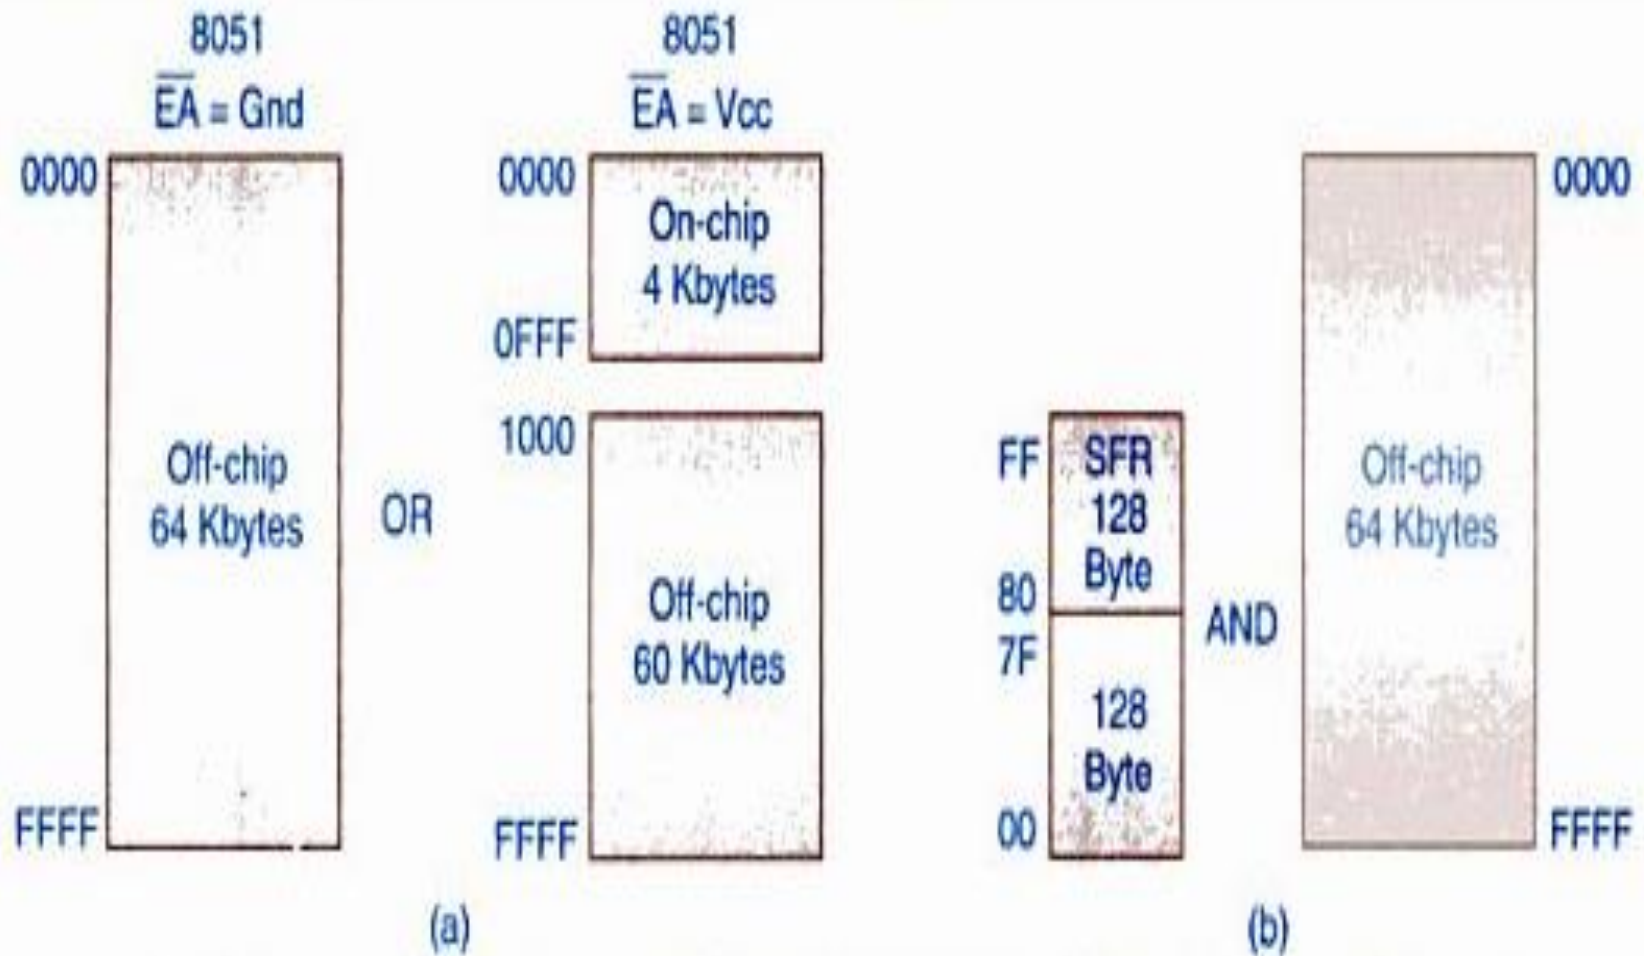 8051
E̅A̅ = Gnd
0000
Off-chip
64 Kbytes
FFFF
OR
8051
E̅A̅ = Vcc
0000
On-chip
4 Kbytes
0FFF
1000
Off-chip
60 Kbytes
FFFF
(a)
FF
SFR
128
Byte
80
7F
128
Byte
00
AND
0000
Off-chip
64 Kbytes
FFFF
(b)